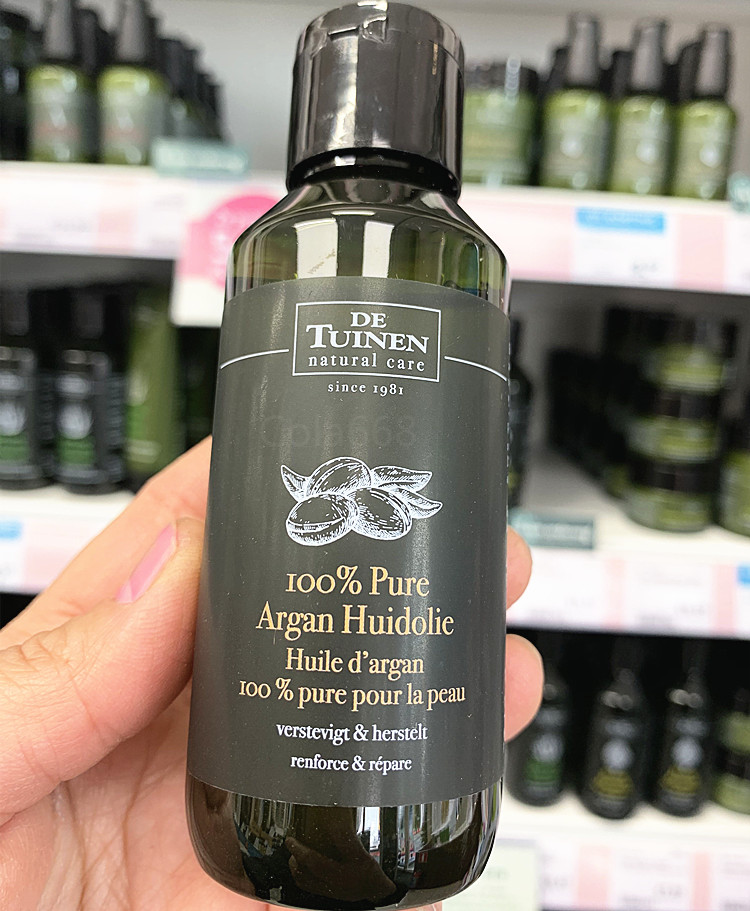 DE
TUINEN
natural care
since 1981
100% Pure
Argan Huidolie
Huile d'argan
100 % pure pour la peau
verstevigt & herstelt
renforce & répare